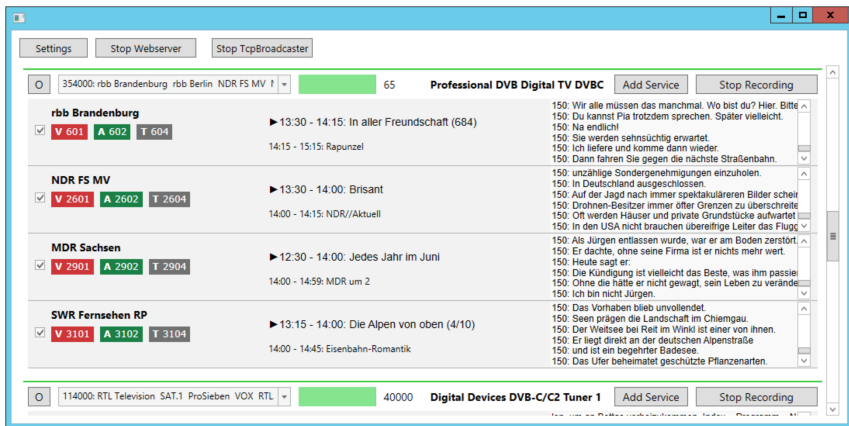 Settings
Stop Webserver
Stop TcpBroadcaster
O
354000: rbb Brandenburg rbb Berlin NDR FS MV
65
Professional DVB Digital TV DVBC
Add Service
Stop Recording
rbb Brandenburg
V 601 A 602 T 604
►13:30 - 14:15: In aller Freundschaft (684)
14:15 - 15:15: Rapunzel
150: Wir alle müssen das manchmal. Wo bist du? Hier. Bitte
150: Du kannst Pia trotzdem sprechen. Später vielleicht.
150: Na endlich!
150: Sie werden sehnsüchtig erwartet.
150: Ich liefere und komme dann wieder.
150: Dann fahren Sie gegen die nächste Straßenbahn.
NDR FS MV
V 2601 A 2602 T 2604
►13:30 - 14:00: Brisant
14:00 - 14:15: NDR//Aktuell
150: unzählige Sondergenehmigungen einzuholen.
150: In Deutschland ausgeschlossen.
150: Auf der Jagd nach immer spektakuläreren Bilder schein
150: Drohnen-Besitzer immer öfter Grenzen zu überschreite
150: Oft werden Häuser und private Grundstücke aufwartet
150: In den USA nicht brauchen übereifrige Leiter das Flugg
MDR Sachsen
V 2901 A 2902 T 2904
►12:30 - 14:00: Jedes Jahr im Juni
14:00 - 14:59: MDR um 2
150: Als Jürgen entlassen wurde, war er am Boden zerstört.
150: Er dachte, ohne seine Firma ist er nichts mehr wert.
150: Heute sagt er:
150: Die Kündigung ist vielleicht das Beste, was ihm passie
150: Ohne die hätte er nicht gewagt, sein Leben zu verände
150: Ich bin nicht Jürgen.
SWR Fernsehen RP
V 3101 A 3102 T 3104
►13:15 - 14:00: Die Alpen von oben (4/10)
14:00 - 14:45: Eisenbahn-Romantik
150: Das Vorhaben blieb unvollendet.
150: Seen prägen die Landschaft im Chiemgau.
150: Der Weitsee bei Reit im Winkl ist einer von ihnen.
150: Er liegt direkt an der deutschen Alpenstraße
150: und ist ein begehrter Badesee.
150: Das Ufer beheimatet geschützte Pflanzenarten.
O
114000: RTL Television SAT.1 ProSieben VOX RTL
40000
Digital Devices DVB-C/C2 Tuner 1
Add Service
Stop Recording